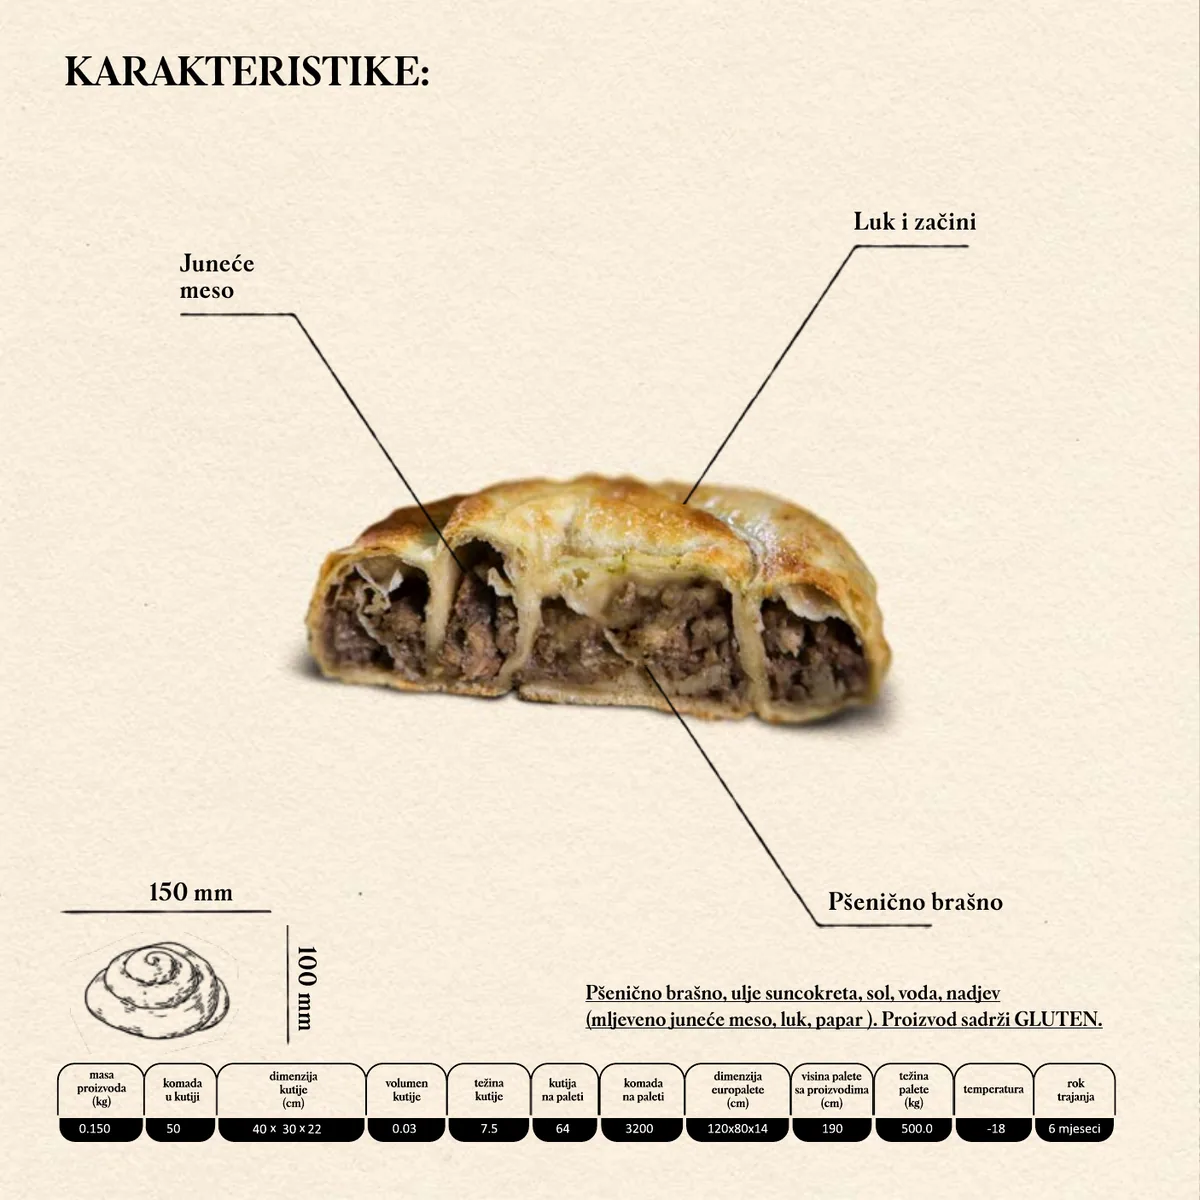 KARAKTERISTIKE:
Luk i začini
Juneće
meso
150 mm
100 mm
Pšenično brašno
Pšenično brašno, ulje suncokreta, sol, voda, nadjev
(mljeveno juneće meso, luk, papar ). Proizvod sadrži GLUTEN.
masa
proizvoda
(kg)
0.150
komada
u kutiji
50
dimenzija
kutije
(cm)
40 x 30 x 22
volumen
kutije
0.03
težina
kutije
7.5
kutija
na paleti
64
komada
na paleti
3200
dimenzija
europalete
(cm)
120x80x14
visina palete
sa proizvodima
(cm)
190
težina
palete
(kg)
500.0
temperatura
-18
rok
trajanja
6 mjeseci